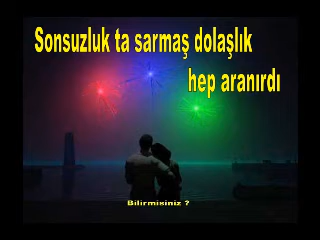 Sonsuzluk ta sarmaş dolaşlık
hep aranırdı
Bilirmisiniz ?